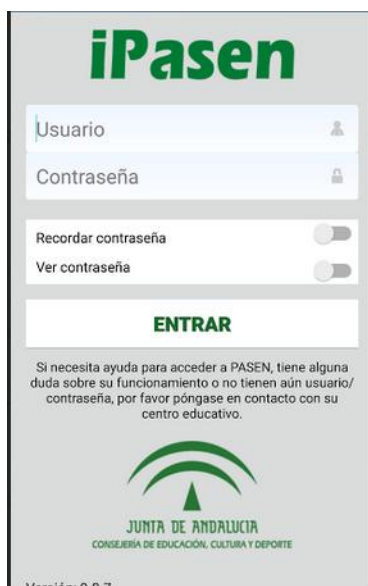 iPasen
Usuario
Contraseña
Recordar contraseña
Ver contraseña
ENTRAR
Si necesita ayuda para acceder a PASEN, tiene alguna
duda sobre su funcionamiento o no tienen aún usuario/
contraseña, por favor póngase en contacto con su
centro educativo.
JUNTA DE ANDALUCIA
CONSEJERÍA DE EDUCACIÓN, CULTURA Y DEPORTE